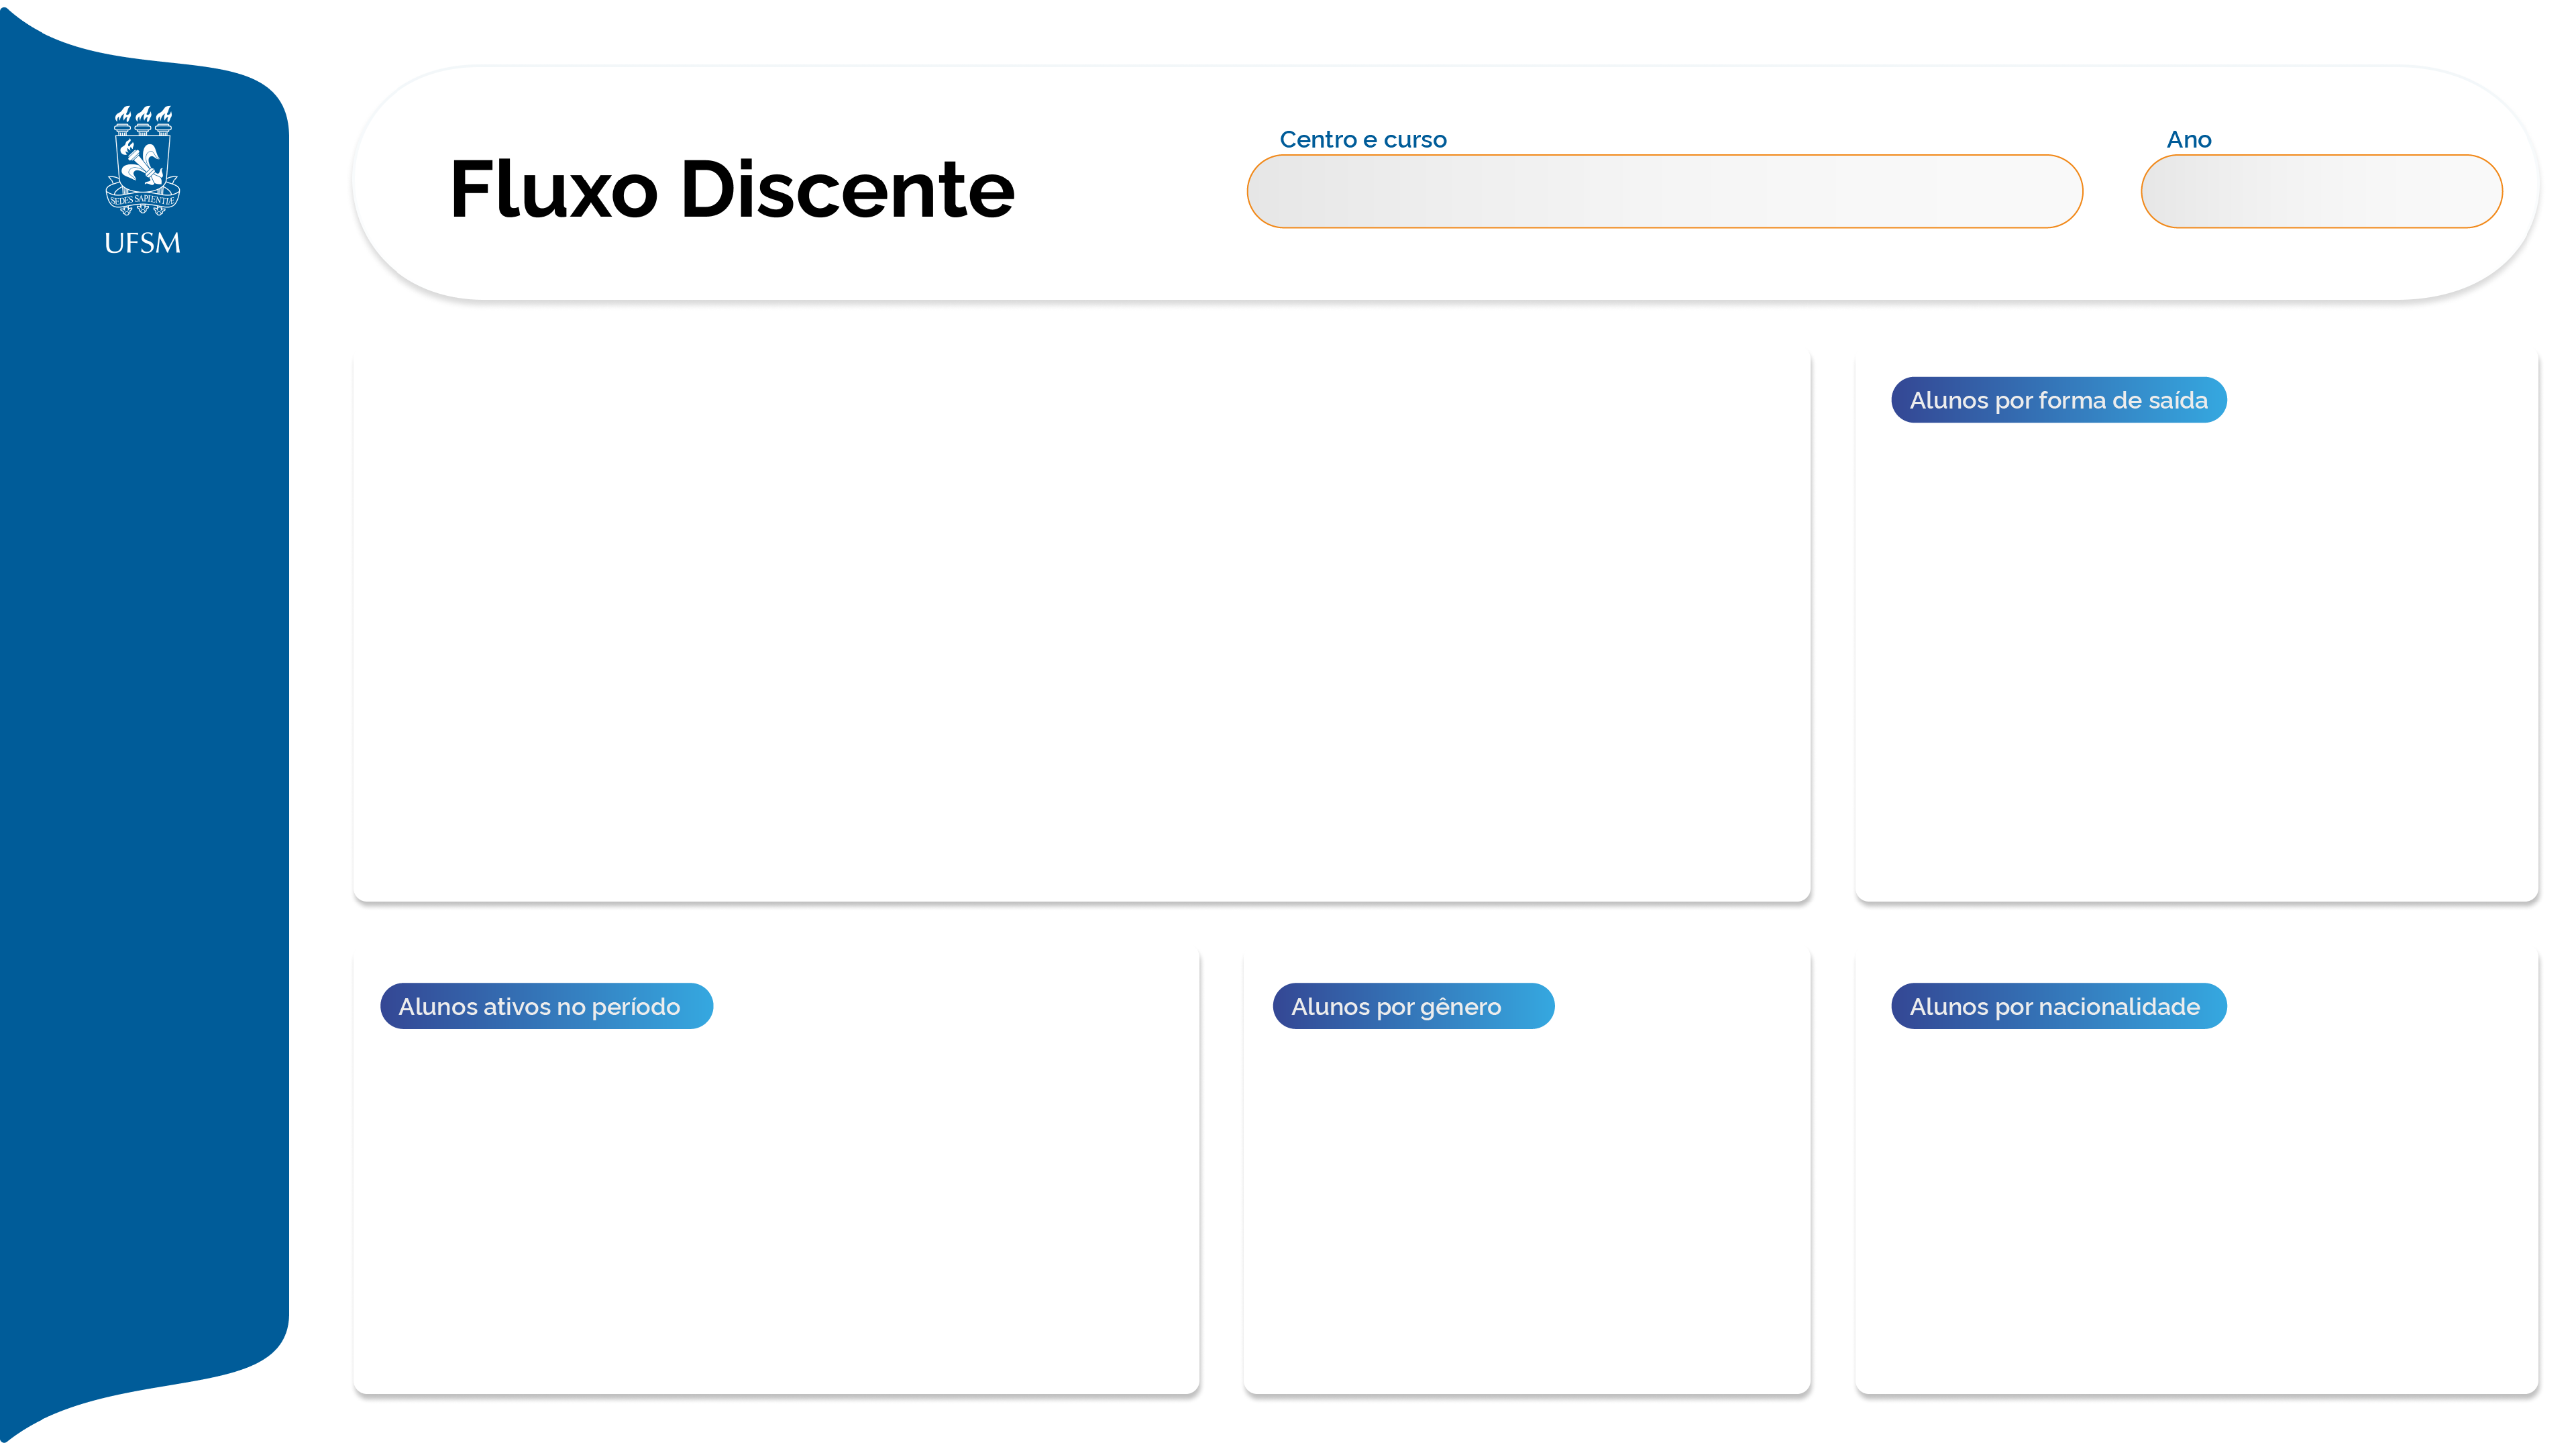 SEDES SAPIENTIÆ
UFSM
Fluxo Discente
Centro e curso
Ano
Alunos por forma de saída
Alunos ativos no período
Alunos por gênero
Alunos por nacionalidade